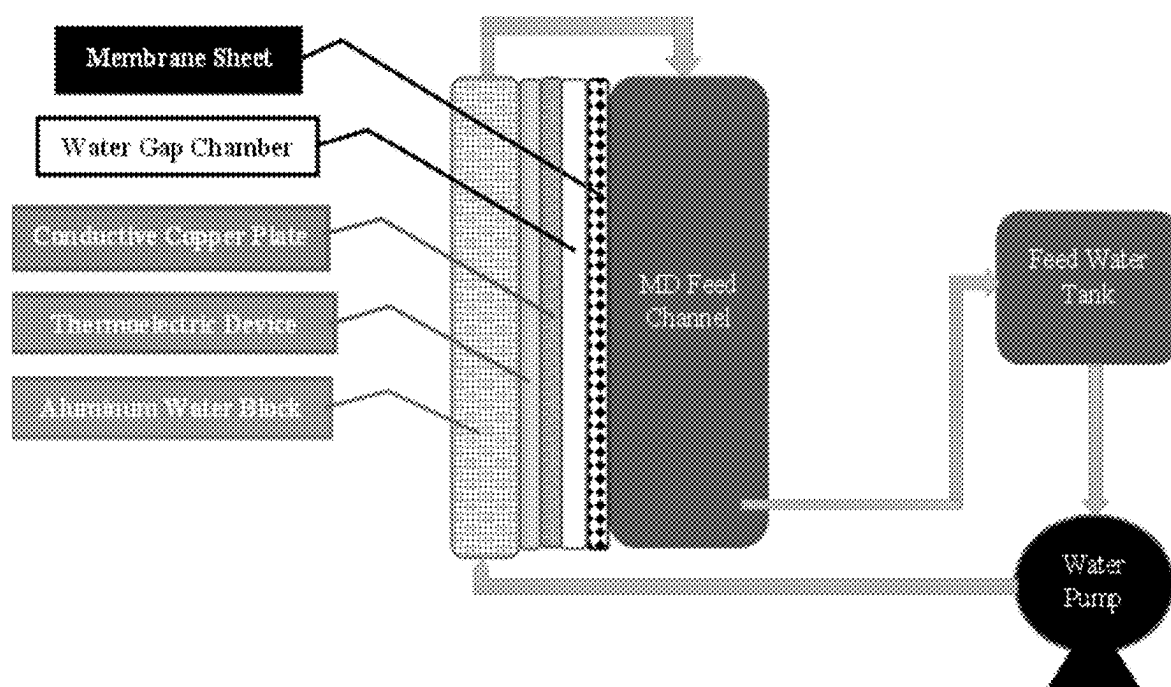 Membrane Sheet
Water Gap Chamber
Conductive Copper Plate
Thermoelectric Device
Aluminum Water Block
MD Feed
Channel
Feed Water
Tank
Water
Pump